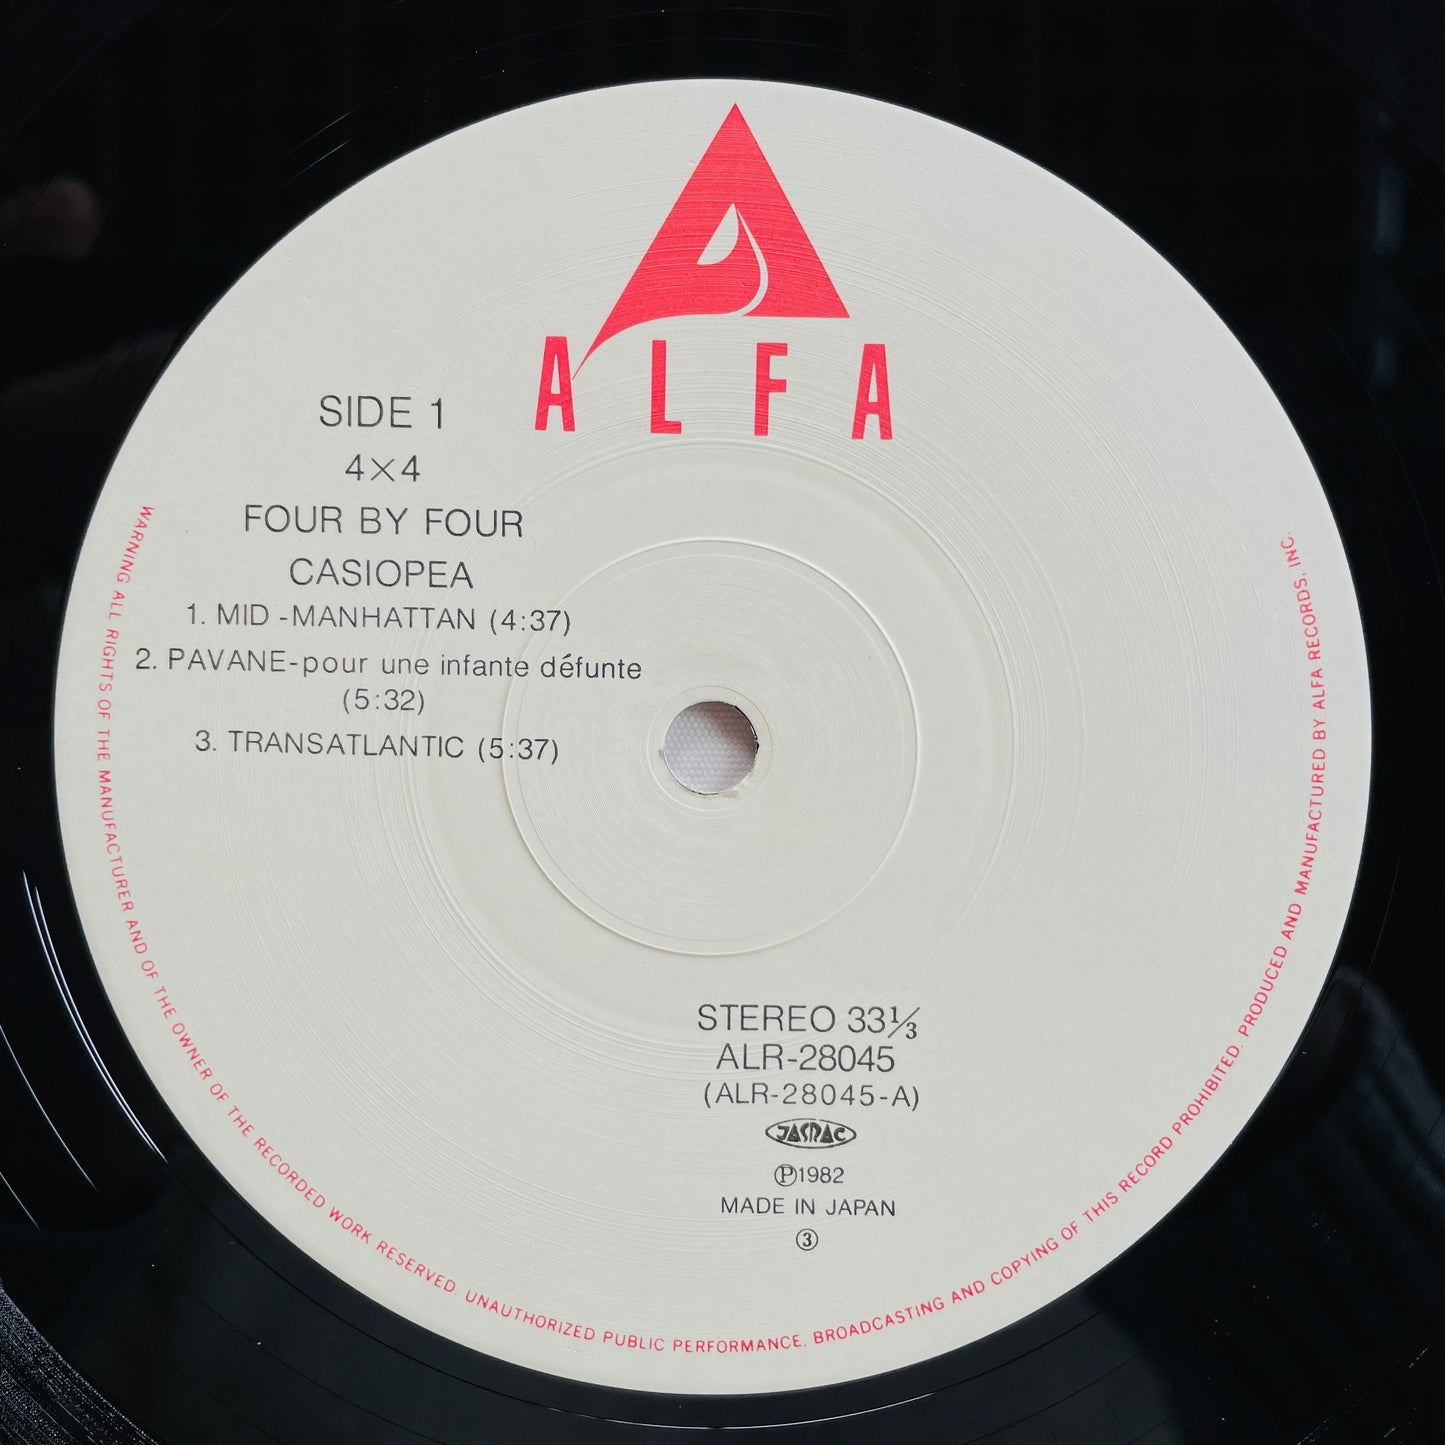 ALFA
SIDE 1
4×4
FOUR BY FOUR
CASIOPEA
1. MID-MANHATTAN (4:37)
2. PAVANE-pour une infante défunte
(5:32)
3. TRANSATLANTIC (5:37)
STEREO 33⅓
ALR-28045
(ALR-28045-A)
JASRAC
Ⓟ1982
MADE IN JAPAN
③
WARNING ALL RIGHTS OF THE MANUFACTURER AND OF THE OWNER OF THE RECORDED WORK RESERVED. UNAUTHORIZED PUBLIC PERFORMANCE, BROADCASTING AND COPYING OF THIS RECORD PROHIBITED. PRODUCED AND MANUFACTURED BY ALFA RECORDS, INC.